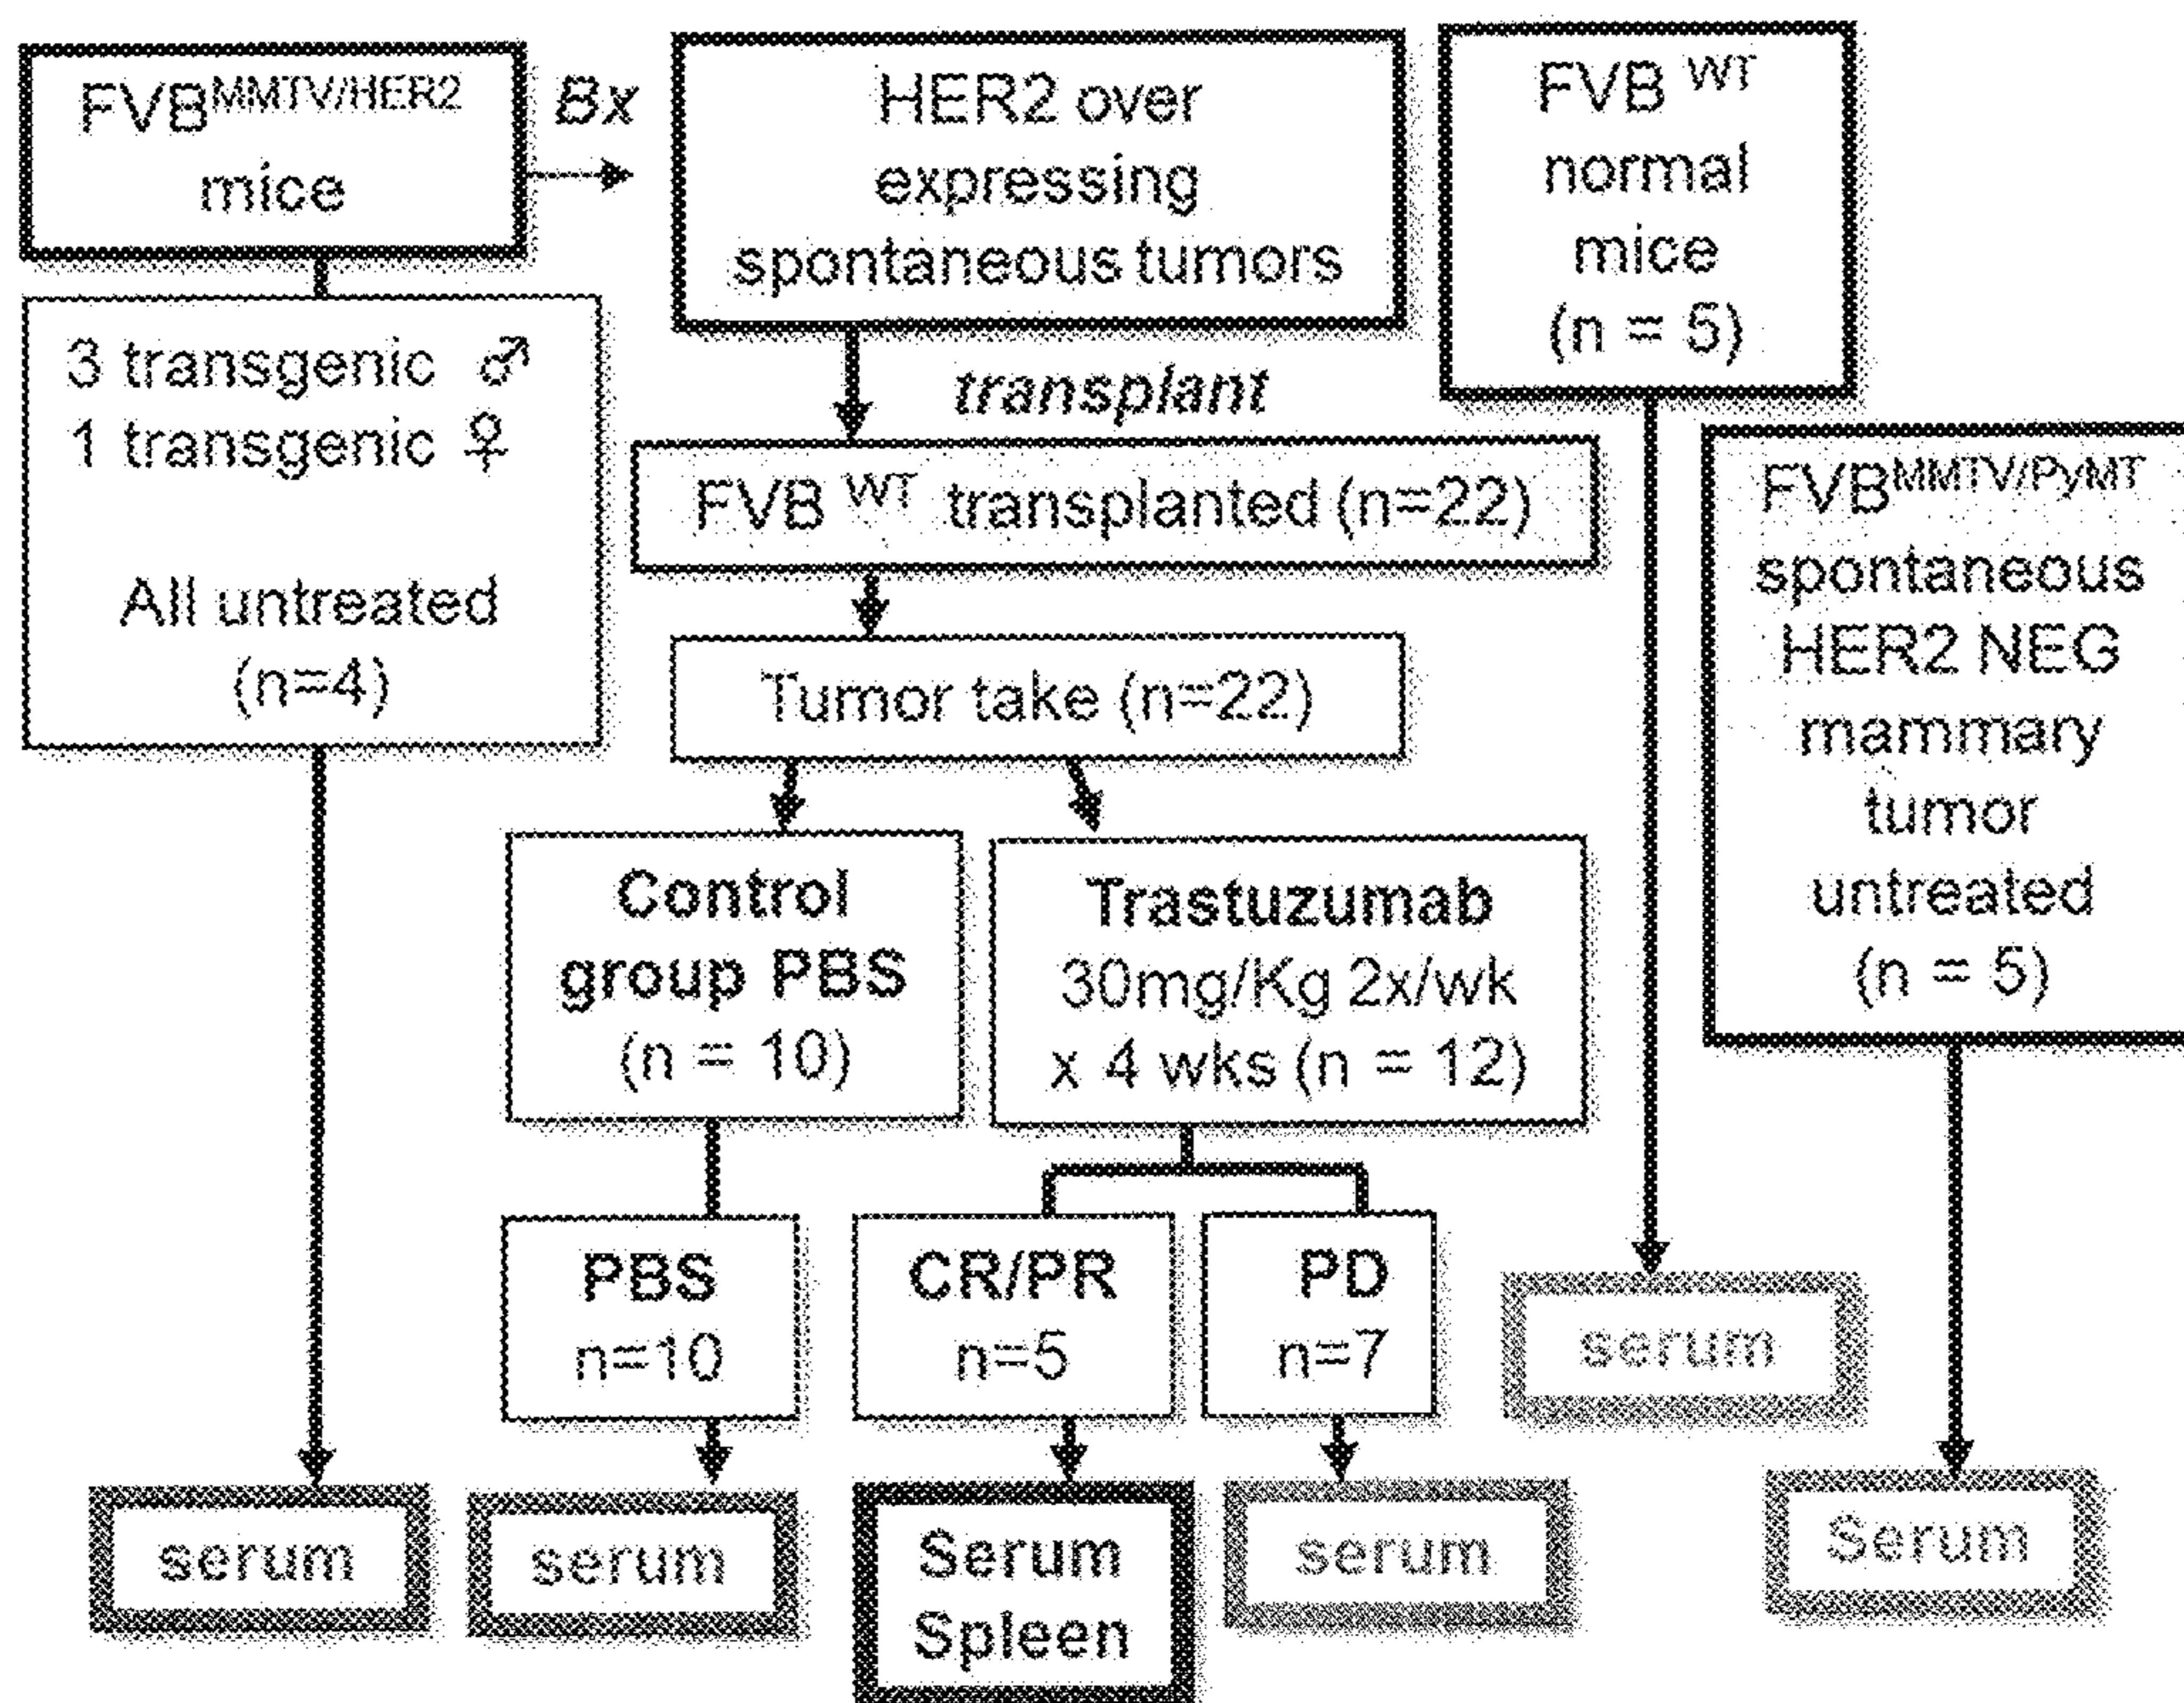 FVB^MMTV/HER2
mice
Bx
HER2 over
expressing
spontaneous tumors
FVB ^WT
normal
mice
(n = 5)
3 transgenic ♂
1 transgenic ♀
All untreated
(n=4)
transplant
FVB ^WT transplanted (n=22)
Tumor take (n=22)
FVB^MMTV/PyMT
spontaneous
HER2 NEG
mammary
tumor
untreated
(n = 5)
Control
group PBS
(n = 10)
Trastuzumab
30mg/Kg 2x/wk
x 4 wks (n = 12)
PBS
n=10
CR/PR
n=5
PD
n=7
serum
serum
serum
Serum
Spleen
serum
Serum